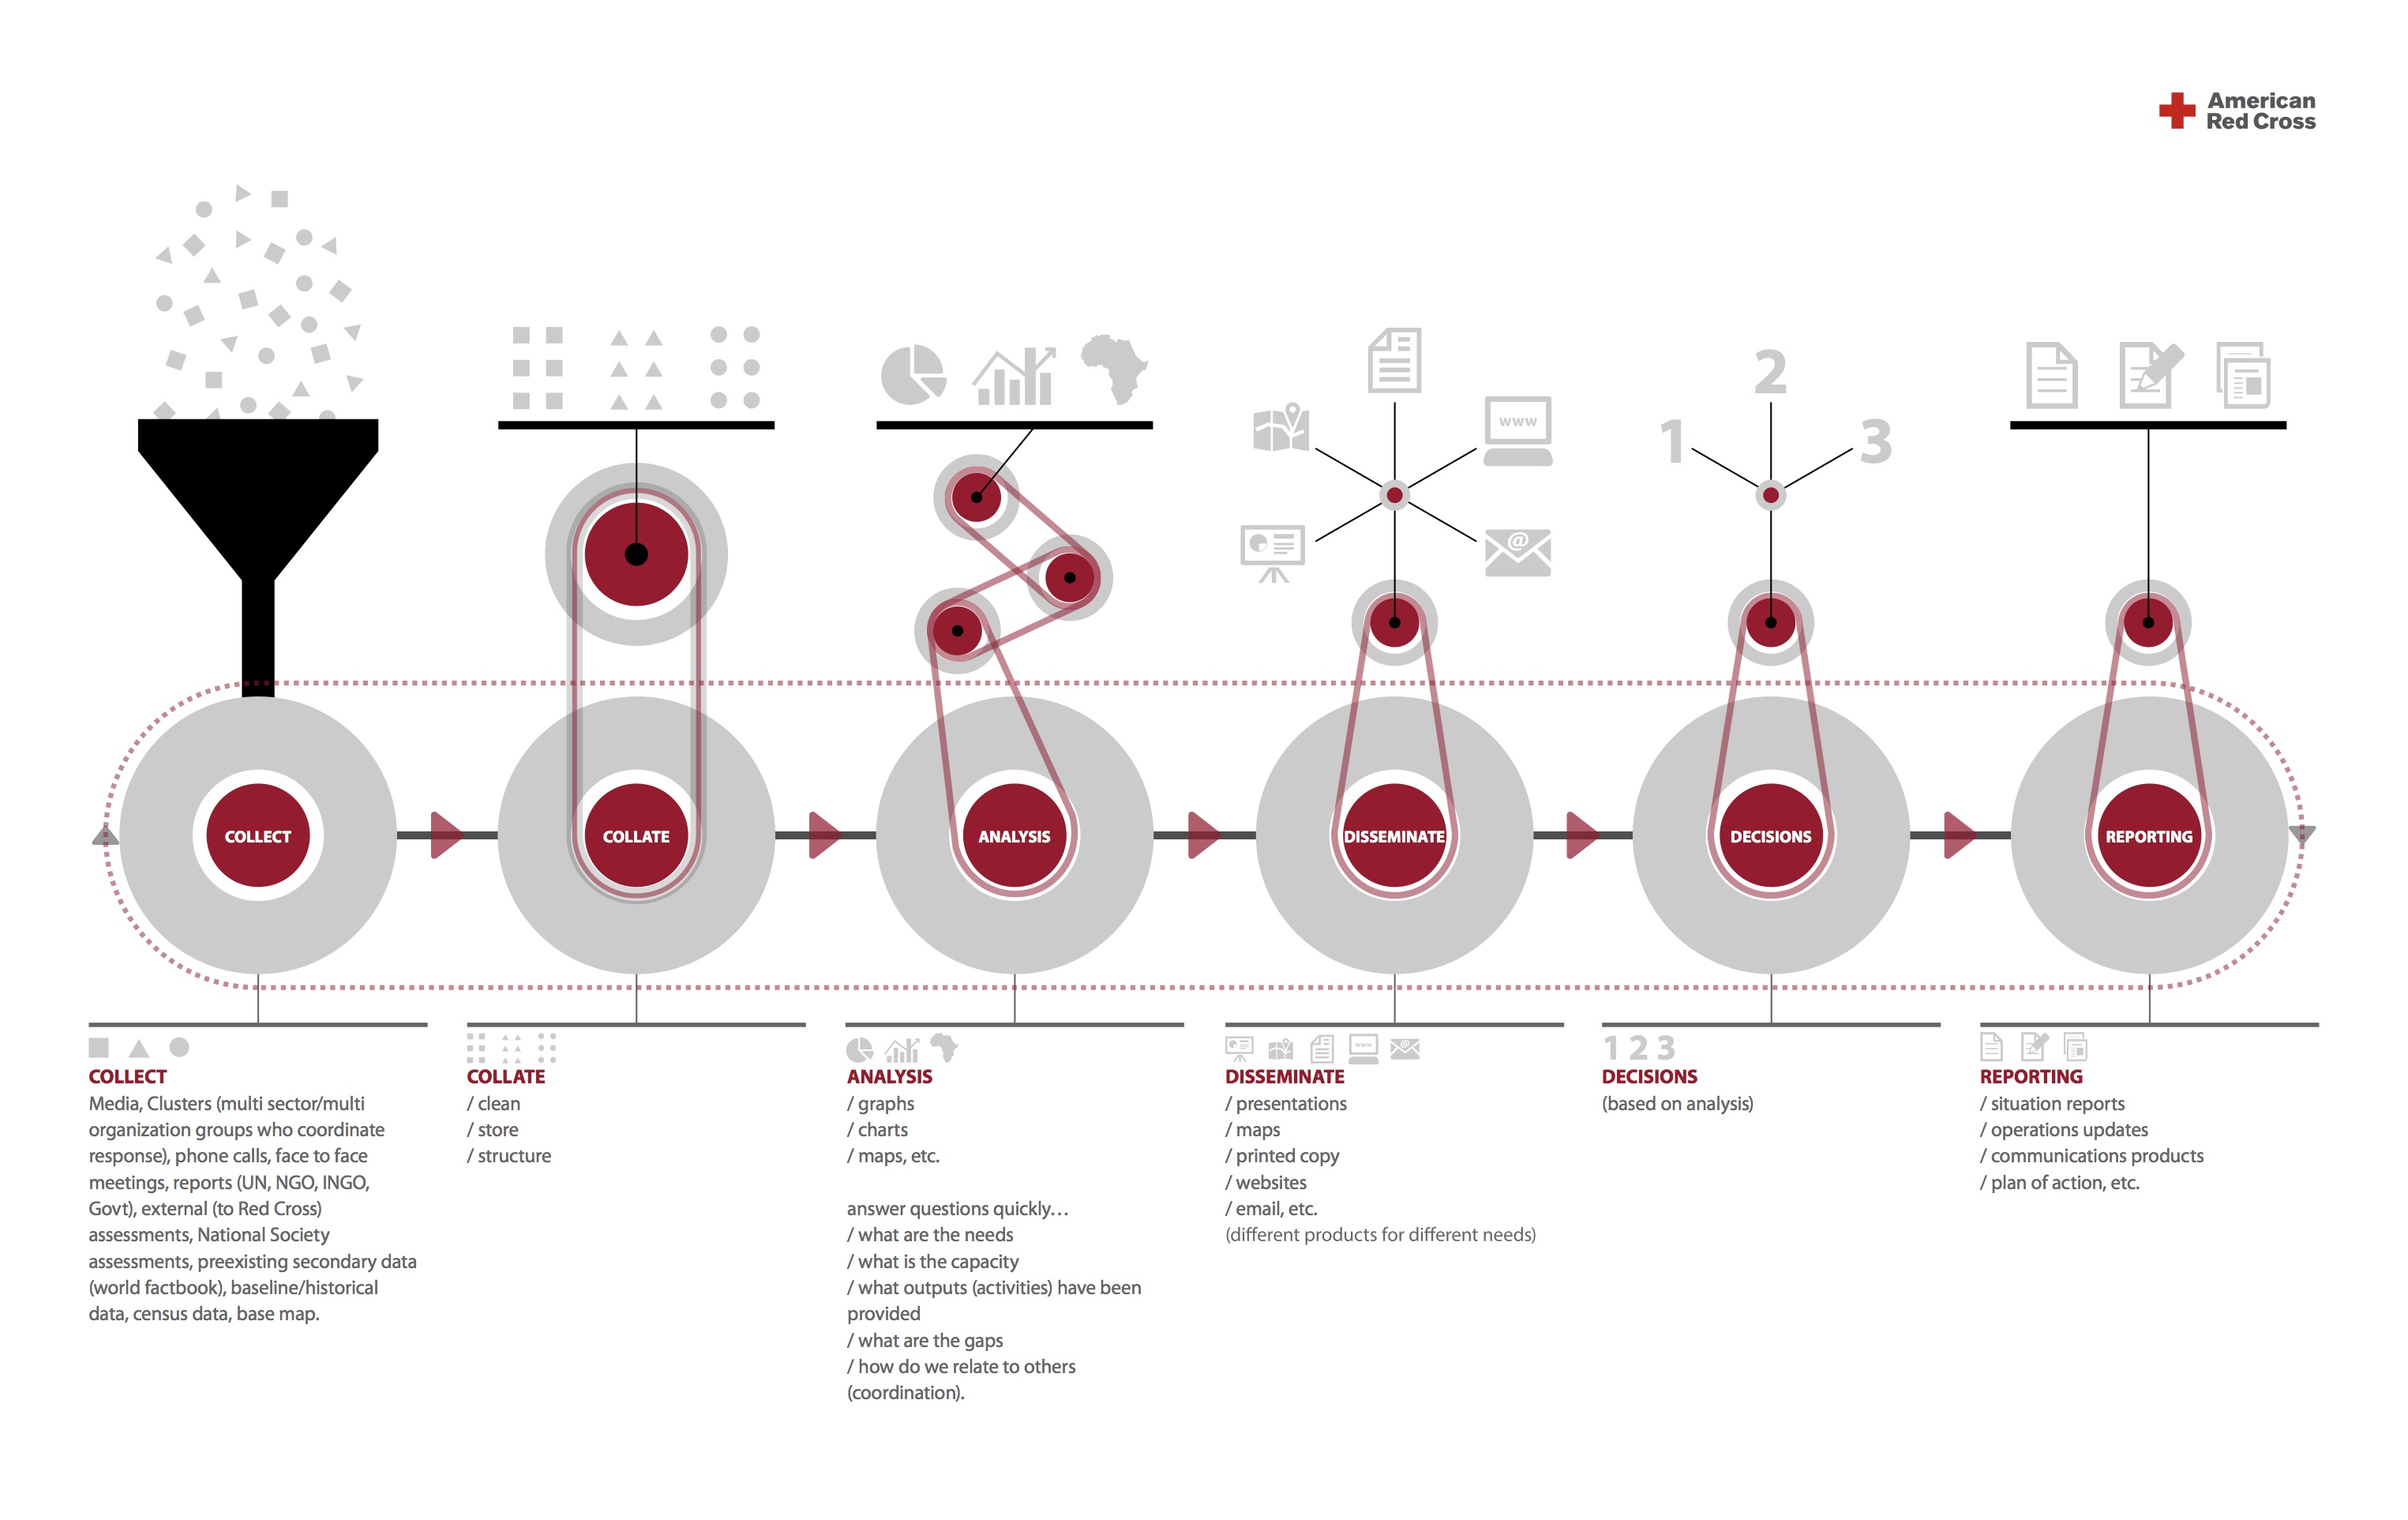 American
Red Cross
2
1
3
www
@
COLLECT
COLLATE
ANALYSIS
DISSEMINATE
DECISIONS
REPORTING
COLLECT
Media, Clusters (multi sector/multi
organization groups who coordinate
response), phone calls, face to face
meetings, reports (UN, NGO, INGO,
Govt), external (to Red Cross)
assessments, National Society
assessments, preexisting secondary data
(world factbook), baseline/historical
data, census data, base map.
COLLATE
/ clean
/ store
/ structure
ANALYSIS
/ graphs
/ charts
/ maps, etc.
answer questions quickly…
/ what are the needs
/ what is the capacity
/ what outputs (activities) have been
provided
/ what are the gaps
/ how do we relate to others
(coordination).
www
@
DISSEMINATE
/ presentations
/ maps
/ printed copy
/ websites
/ email, etc.
(different products for different needs)
1 2 3
DECISIONS
(based on analysis)
REPORTING
/ situation reports
/ operations updates
/ communications products
/ plan of action, etc.